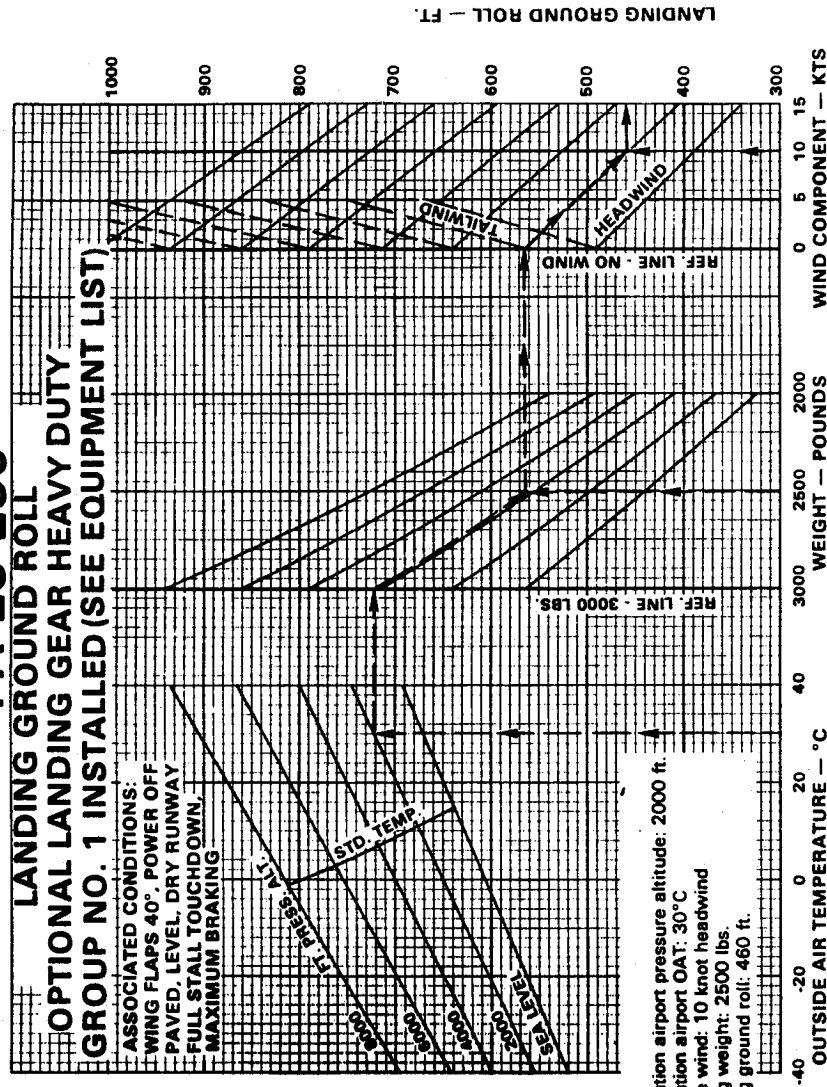 LANDING GROUND ROLL
OPTIONAL LANDING GEAR HEAVY DUTY
GROUP NO. 1 INSTALLED (SEE EQUIPMENT LIST)
ASSOCIATED CONDITIONS:
WING FLAPS 40°, POWER OFF
PAVED, LEVEL, DRY RUNWAY
FULL STALL TOUCHDOWN,
MAXIMUM BRAKING
FT PRESS. ALT.
8000
6000
4000
2000
SEA LEVEL
STD. TEMP.
REF. LINE - 3000 LBS.
REF. LINE - NO WIND
TAILWIND
HEADWIND
tion airport pressure altitude: 2000 ft.
tion airport OAT: 30°C
wind: 10 knot headwind
weight: 2500 lbs.
ground roll: 460 ft.
-40
-20
0
20
40
OUTSIDE AIR TEMPERATURE — °C
3000
2500
2000
WEIGHT — POUNDS
0
5
10
15
WIND COMPONENT — KTS
1000
900
800
700
600
500
400
300
LANDING GROUND ROLL — FT.